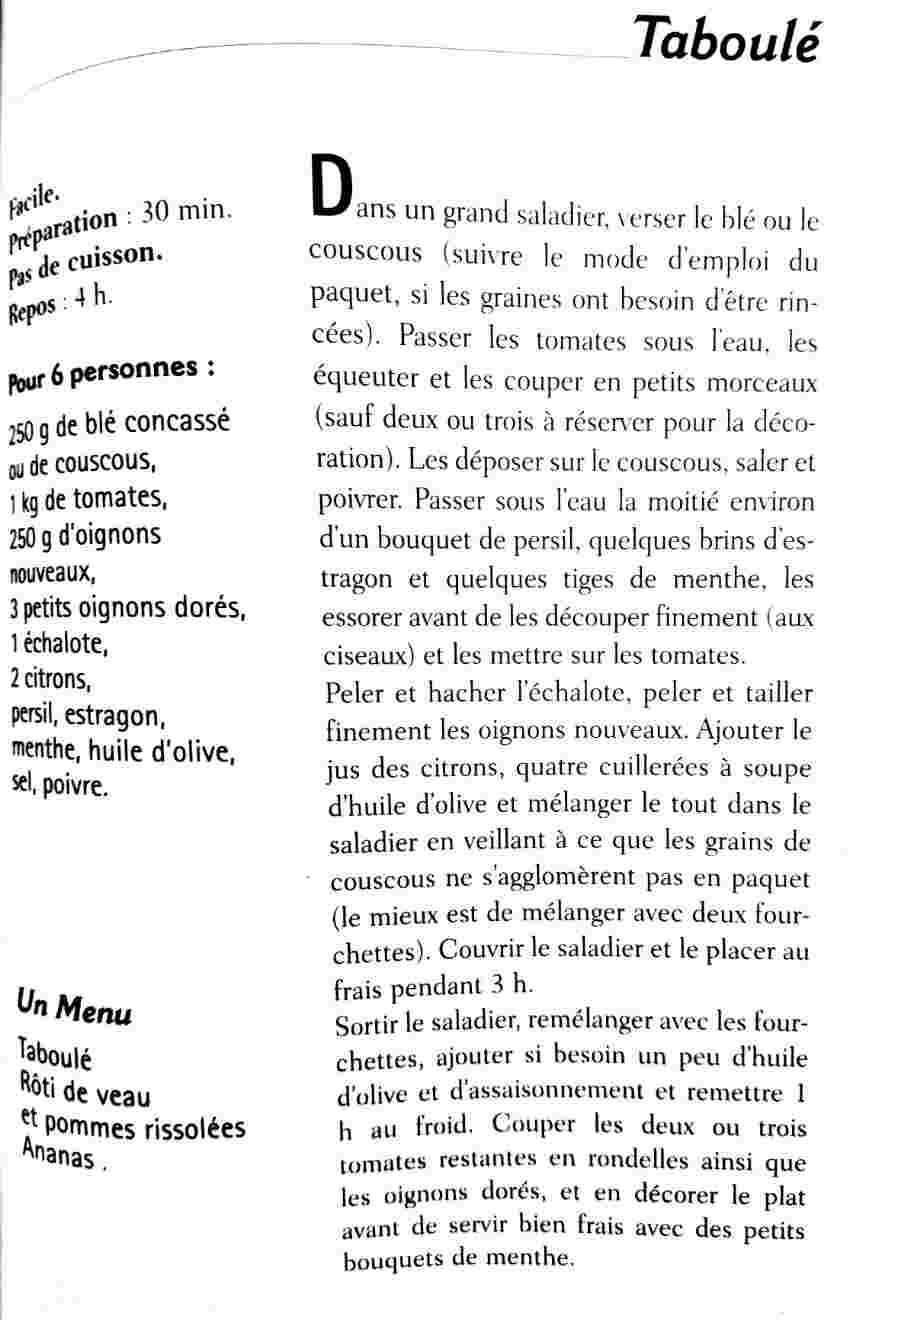 Taboulé
Facile.
Préparation : 30 min.
Pas de cuisson.
Repos : 4 h.
Pour 6 personnes :
250 g de blé concassé
ou de couscous,
1 kg de tomates,
250 g d'oignons
nouveaux,
3 petits oignons dorés,
1 échalote,
2 citrons,
persil, estragon,
menthe, huile d'olive,
sel, poivre.
Un Menu
Taboulé
Rôti de veau
et pommes rissolées
Ananas.
Dans un grand saladier, verser le blé ou le
couscous (suivre le mode d'emploi du
paquet, si les graines ont besoin d'être rin-
cées). Passer les tomates sous l'eau, les
équeuter et les couper en petits morceaux
(sauf deux ou trois à réserver pour la déco-
ration). Les déposer sur le couscous, saler et
poivrer. Passer sous l'eau la moitié environ
d'un bouquet de persil, quelques brins d'es-
tragon et quelques tiges de menthe, les
essorer avant de les découper finement (aux
ciseaux) et les mettre sur les tomates.
Peler et hacher l'échalote, peler et tailler
finement les oignons nouveaux. Ajouter le
jus des citrons, quatre cuillerées à soupe
d'huile d'olive et mélanger le tout dans le
saladier en veillant à ce que les grains de
couscous ne s'agglomèrent pas en paquet
(le mieux est de mélanger avec deux four-
chettes). Couvrir le saladier et le placer au
frais pendant 3 h.
Sortir le saladier, remélanger avec les four-
chettes, ajouter si besoin un peu d'huile
d'olive et d'assaisonnement et remettre 1
h au froid. Couper les deux ou trois
tomates restantes en rondelles ainsi que
les oignons dorés, et en décorer le plat
avant de servir bien frais avec des petits
bouquets de menthe.